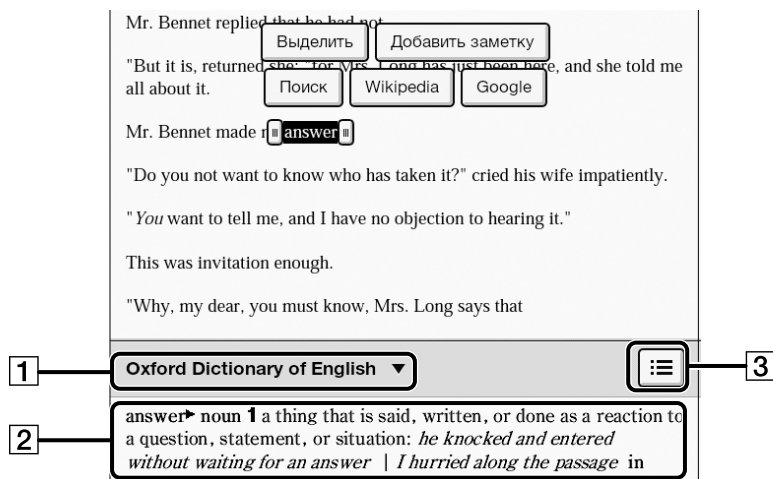 Mr. Bennet replied that he had not.
Выделить
Добавить заметку
"But it is, returned she; "for Mrs. Long has just been here, and she told me
all about it.
Поиск
Wikipedia
Google
Mr. Bennet made answer
"Do you not want to know who has taken it?" cried his wife impatiently.
"You want to tell me, and I have no objection to hearing it."
This was invitation enough.
"Why, my dear, you must know, Mrs. Long says that
1
Oxford Dictionary of English ▼
3
2
answer▸ noun 1 a thing that is said, written, or done as a reaction to
a question, statement, or situation: he knocked and entered
without waiting for an answer | I hurried along the passage in